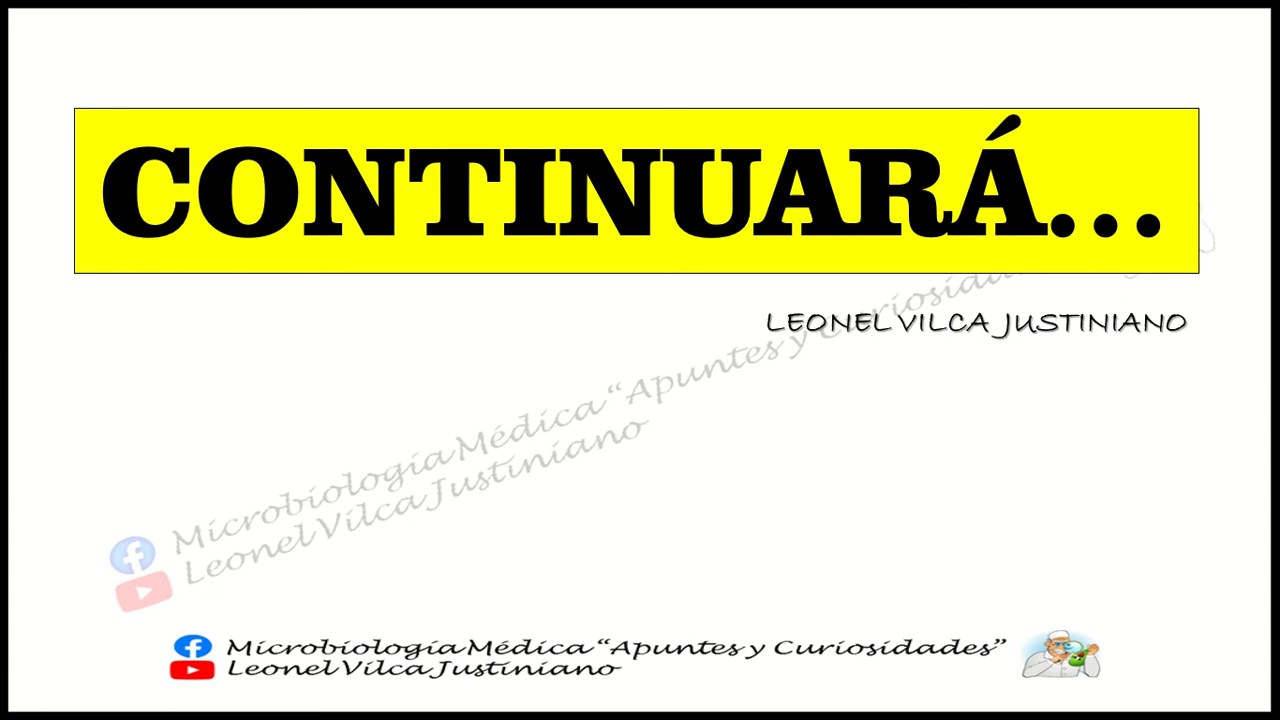 CONTINUARÁ...
LEONEL VILCA JUSTINIANO
Microbiología Médica “Apuntes y Curiosidades
Leonel Vilca Justiniano
Microbiología Médica “Apuntes y Curiosidades”
Leonel Vilca Justiniano